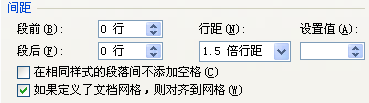 间距
段前(B): 0 行 行距(N): 设置值(A):
段后(F): 0 行 1.5 倍行距
在相同样式的段落间不添加空格(C)
如果定义了文档网格，则对齐到网格(W)